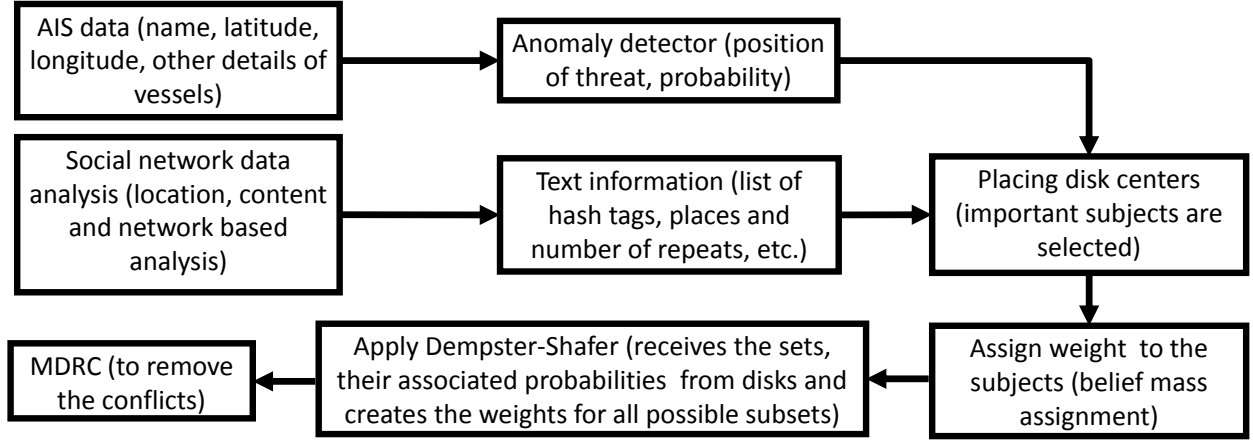 AIS data (name, latitude,
longitude, other details of
vessels)
Anomaly detector (position
of threat, probability)
Social network data
analysis (location, content
and network based
analysis)
Text information (list of
hash tags, places and
number of repeats, etc.)
Placing disk centers
(important subjects are
selected)
Assign weight  to the
subjects (belief mass
assignment)
Apply Dempster-Shafer (receives the sets,
their associated probabilities  from disks and
creates the weights for all possible subsets)
MDRC (to remove
the conflicts)